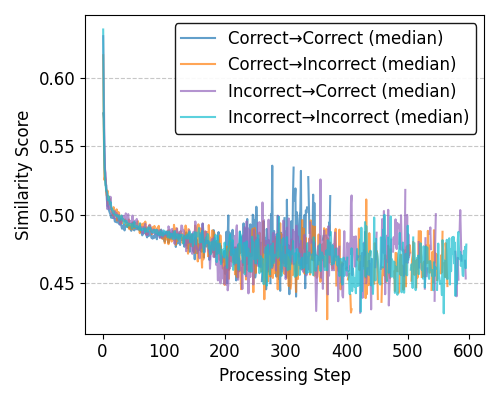 Correct→Correct (median)
Correct→Incorrect (median)
Incorrect→Correct (median)
Incorrect→Incorrect (median)
Similarity Score
0.60
0.55
0.50
0.45
0 100 200 300 400 500 600
Processing Step